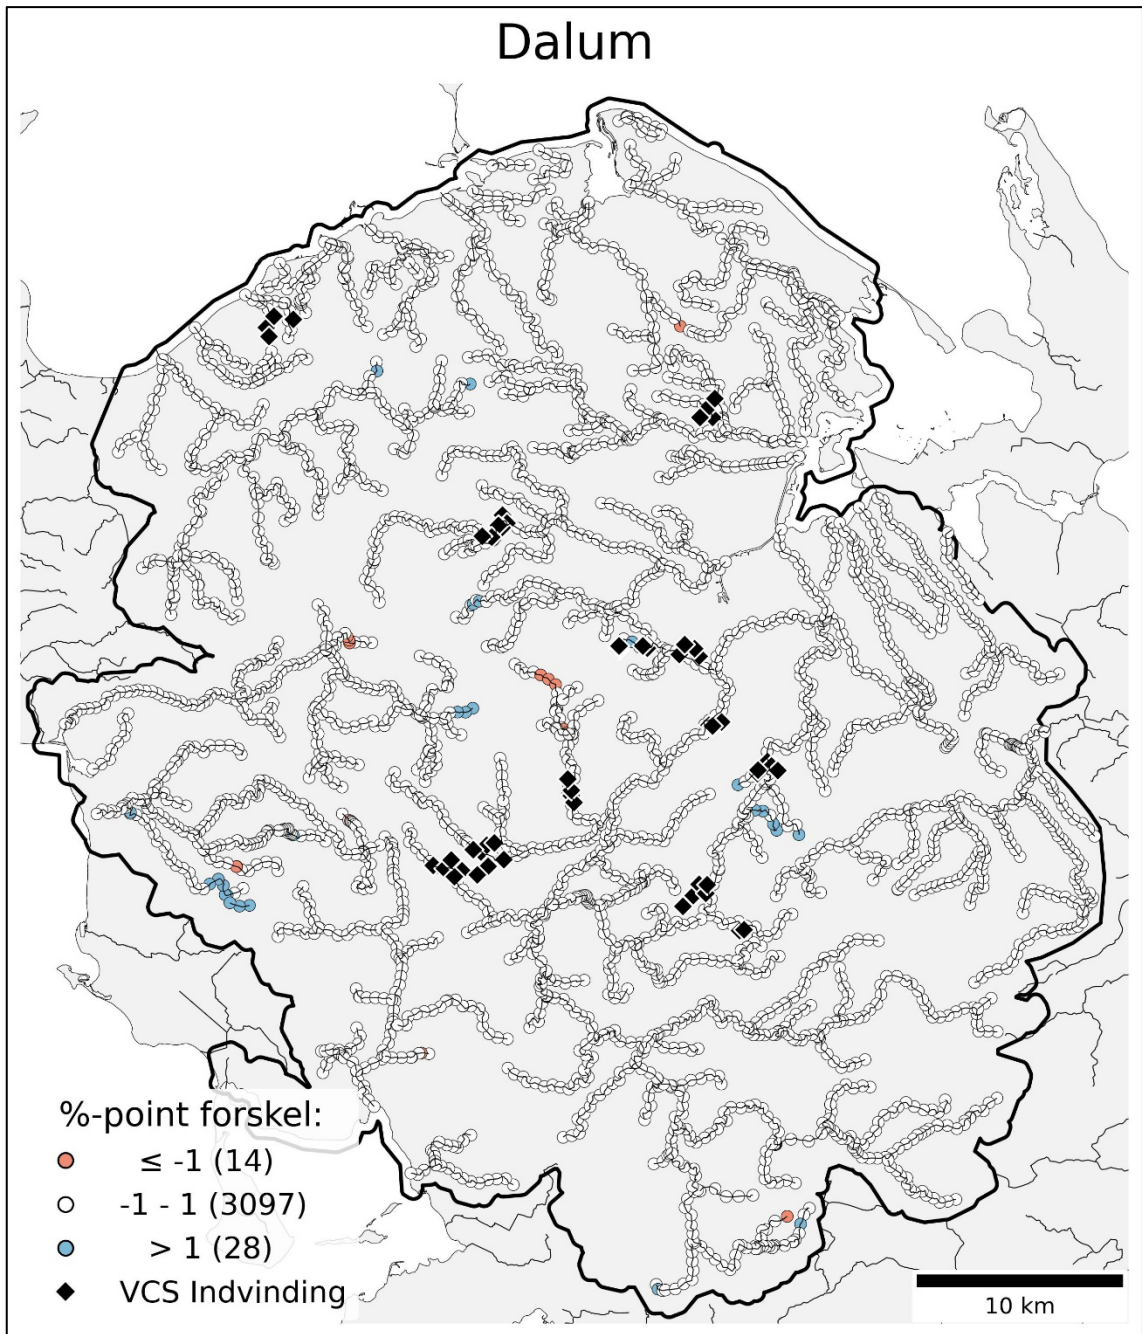 Dalum
%-point forskel:
≤ -1 (14)
-1 - 1 (3097)
> 1 (28)
VCS Indvinding
10 km